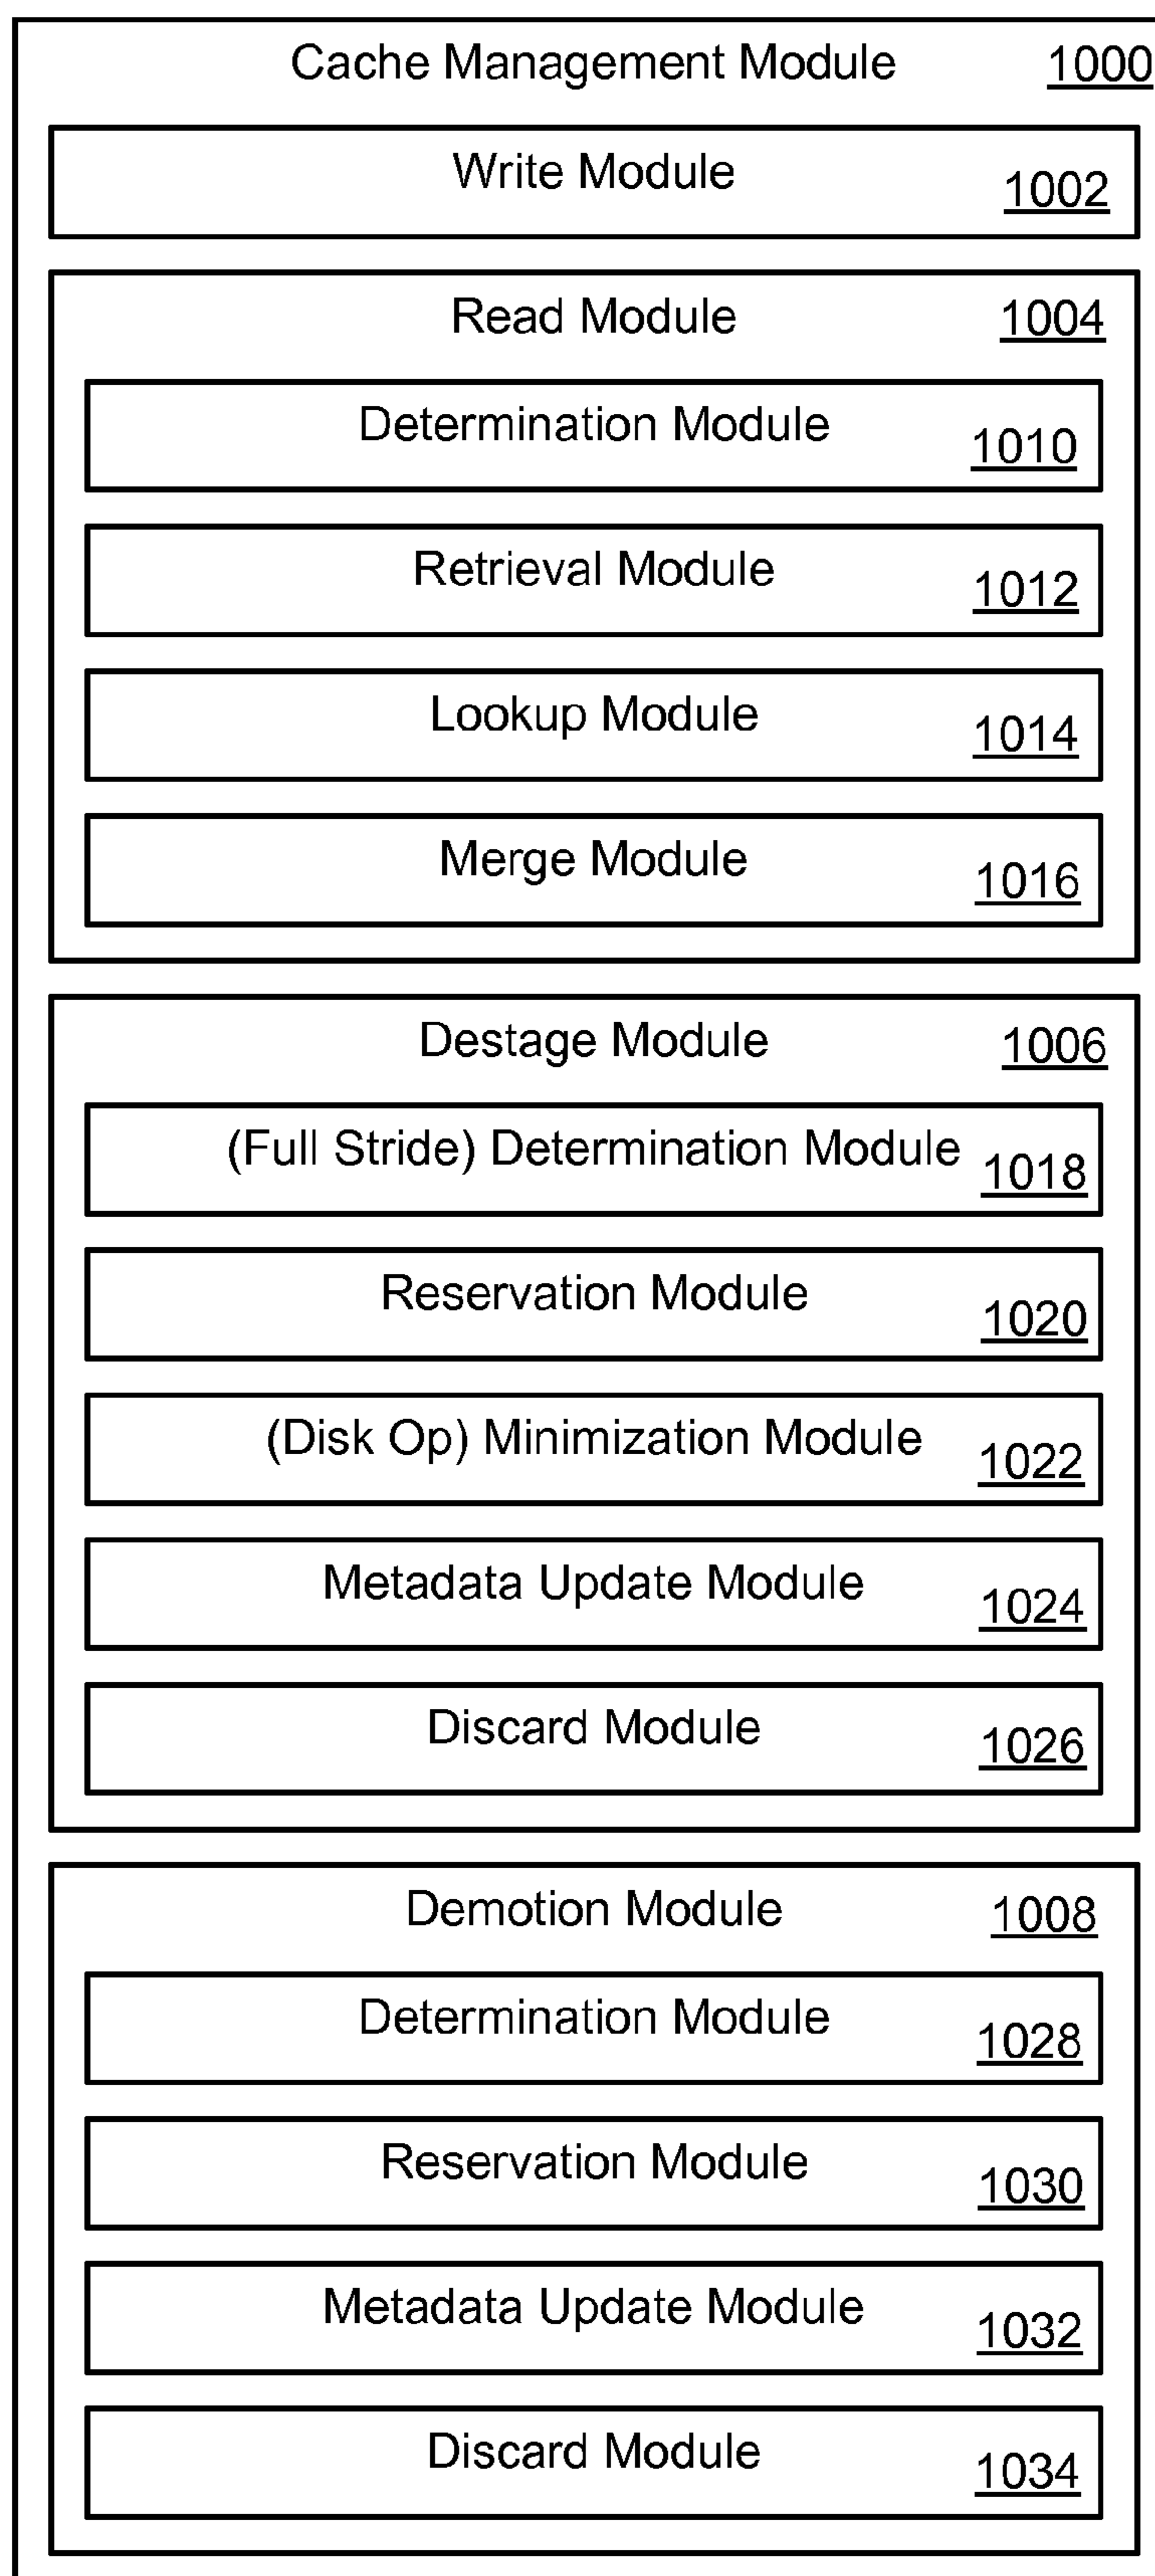 Cache Management Module 1000
Write Module 1002
Read Module 1004
Determination Module 1010
Retrieval Module 1012
Lookup Module 1014
Merge Module 1016
Destage Module 1006
(Full Stride) Determination Module 1018
Reservation Module 1020
(Disk Op) Minimization Module 1022
Metadata Update Module 1024
Discard Module 1026
Demotion Module 1008
Determination Module 1028
Reservation Module 1030
Metadata Update Module 1032
Discard Module 1034